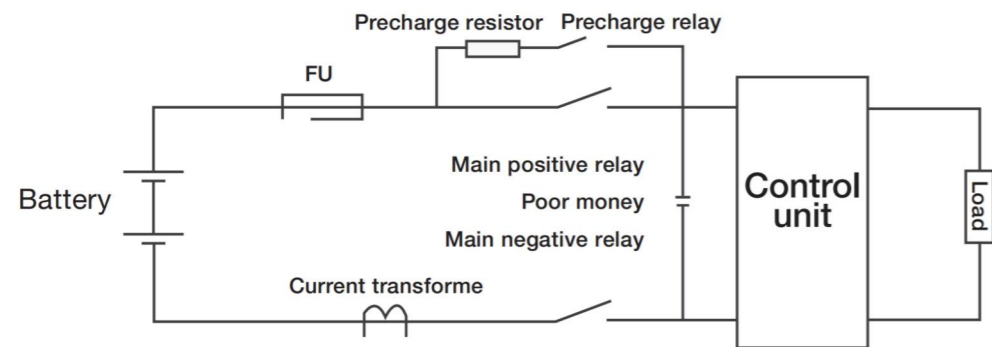 Precharge resistor
Precharge relay
FU
Main positive relay
Battery
Poor money
Main negative relay
Control
unit
Load
Current transforme